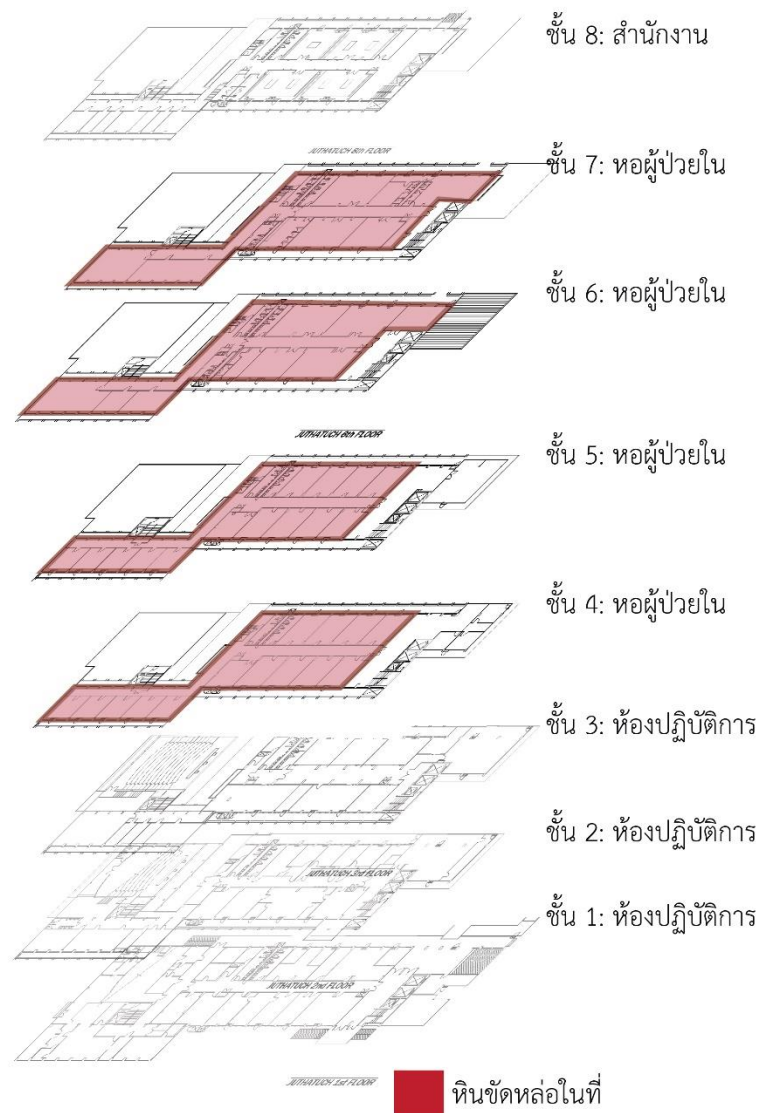 ชั้น 8: สำนักงาน
JUTHATUCH 8th FLOOR
ชั้น 7: หอผู้ป่วยใน
ชั้น 6: หอผู้ป่วยใน
JUTHATUCH 6th FLOOR
ชั้น 5: หอผู้ป่วยใน
ชั้น 4: หอผู้ป่วยใน
ชั้น 3: ห้องปฏิบัติการ
ชั้น 2: ห้องปฏิบัติการ
JUTHATUCH 3rd FLOOR
ชั้น 1: ห้องปฏิบัติการ
JUTHATUCH 2nd FLOOR
JUTHATUCH 1st FLOOR
หินขัดหล่อในที่